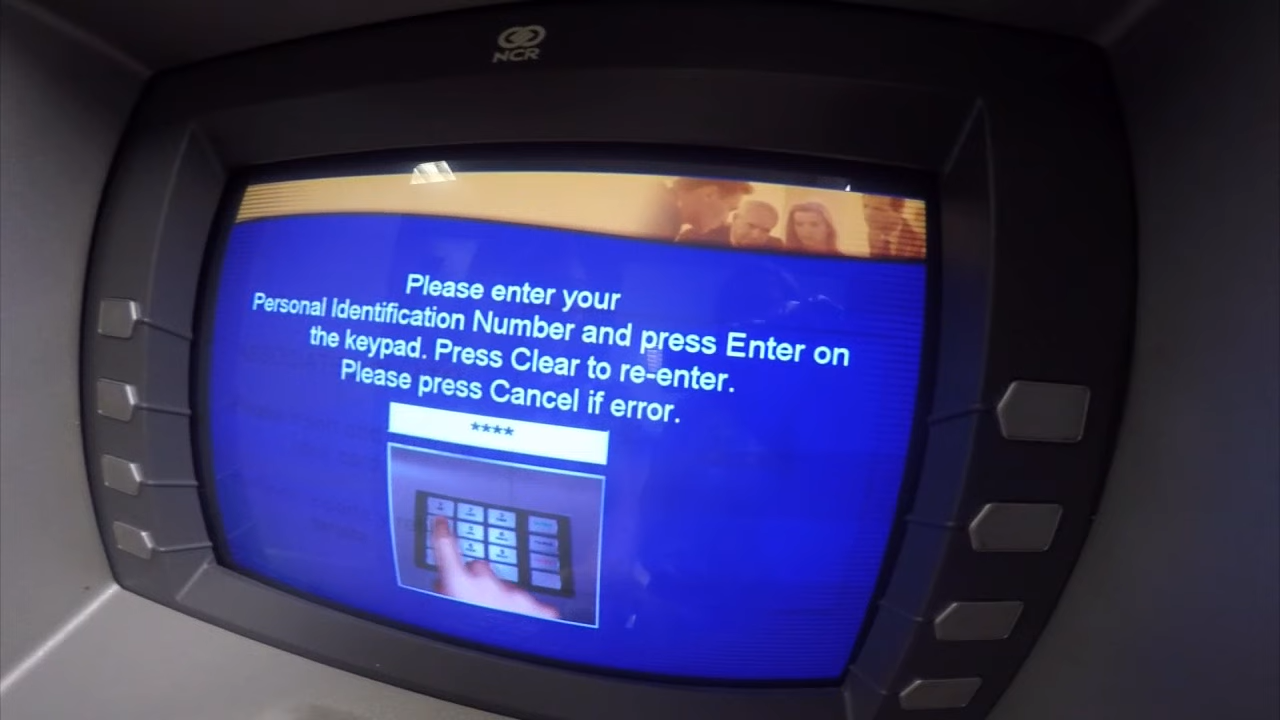 NCR
Please enter your
Personal Identification Number and press Enter on
the keypad. Press Clear to re-enter.
Please press Cancel if error.
****